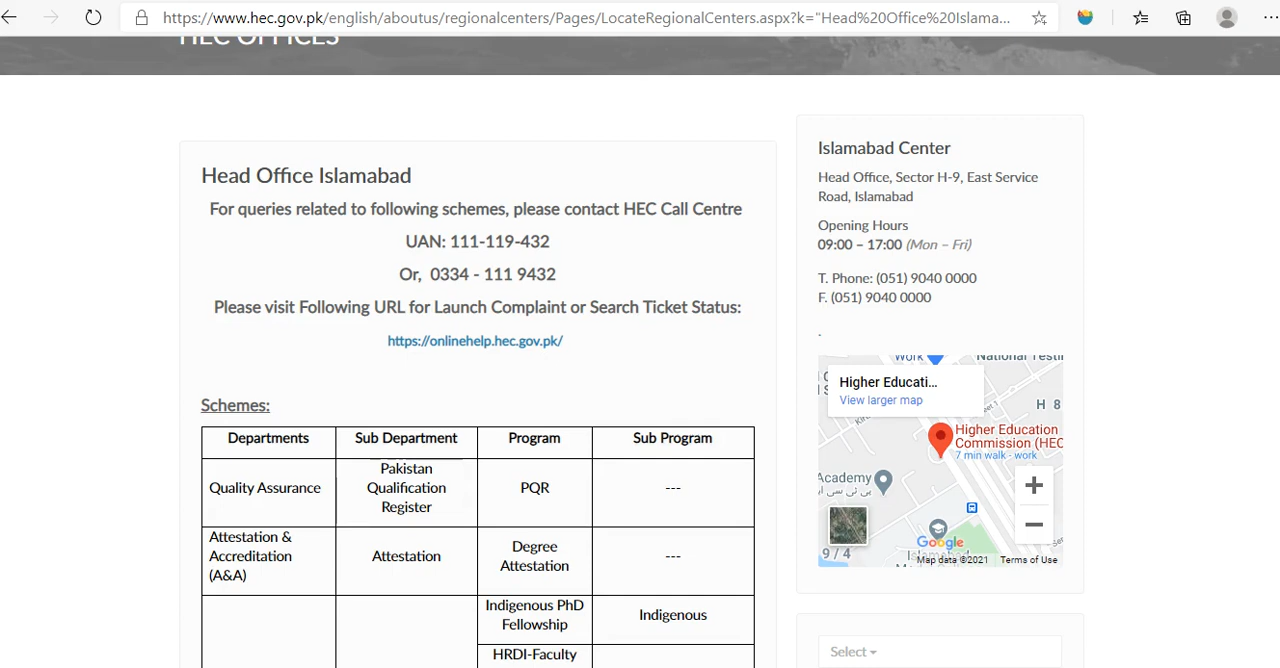 https://www.hec.gov.pk/english/aboutus/regionalcenters/Pages/LocateRegionalCenters.aspx?k="Head%20Office%20Islama...
HEC OFFICES
Head Office Islamabad
For queries related to following schemes, please contact HEC Call Centre
UAN: 111-119-432
Or, 0334 - 111 9432
Please visit Following URL for Launch Complaint or Search Ticket Status:
https://onlinehelp.hec.gov.pk/
Schemes:
Departments Sub Department Program Sub Program
Quality Assurance
Pakistan
Qualification
Register
PQR
---
Attestation &
Accreditation
(A&A)
Attestation
Degree
Attestation
---
Indigenous PhD
Fellowship
Indigenous
HRDI-Faculty
Islamabad Center
Head Office, Sector H-9, East Service
Road, Islamabad
Opening Hours
09:00 – 17:00 (Mon – Fri)
T. Phone: (051) 9040 0000
F. (051) 9040 0000
.
Work
National Testin
Higher Educati...
View larger map
H 8
Higher Education
Commission (HEC
7 min walk - work
Academy
9 / 4
Google
Map data ©2021 Terms of Use
+
−
Select